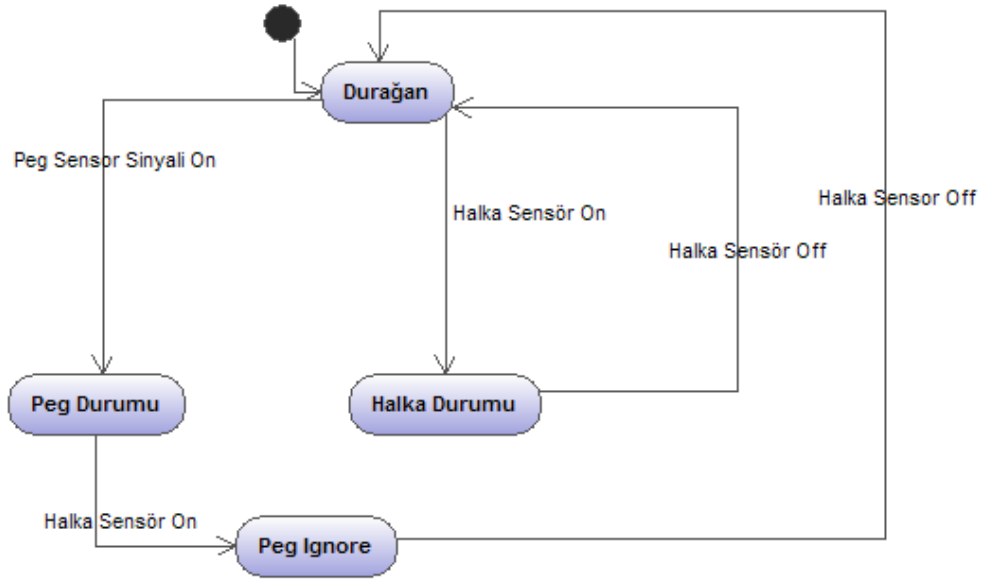 Durağan
Peg Sensor Sinyali On
Halka Sensör On
Halka Sensor Off
Halka Sensör Off
Peg Durumu
Halka Durumu
Halka Sensör On
Peg Ignore